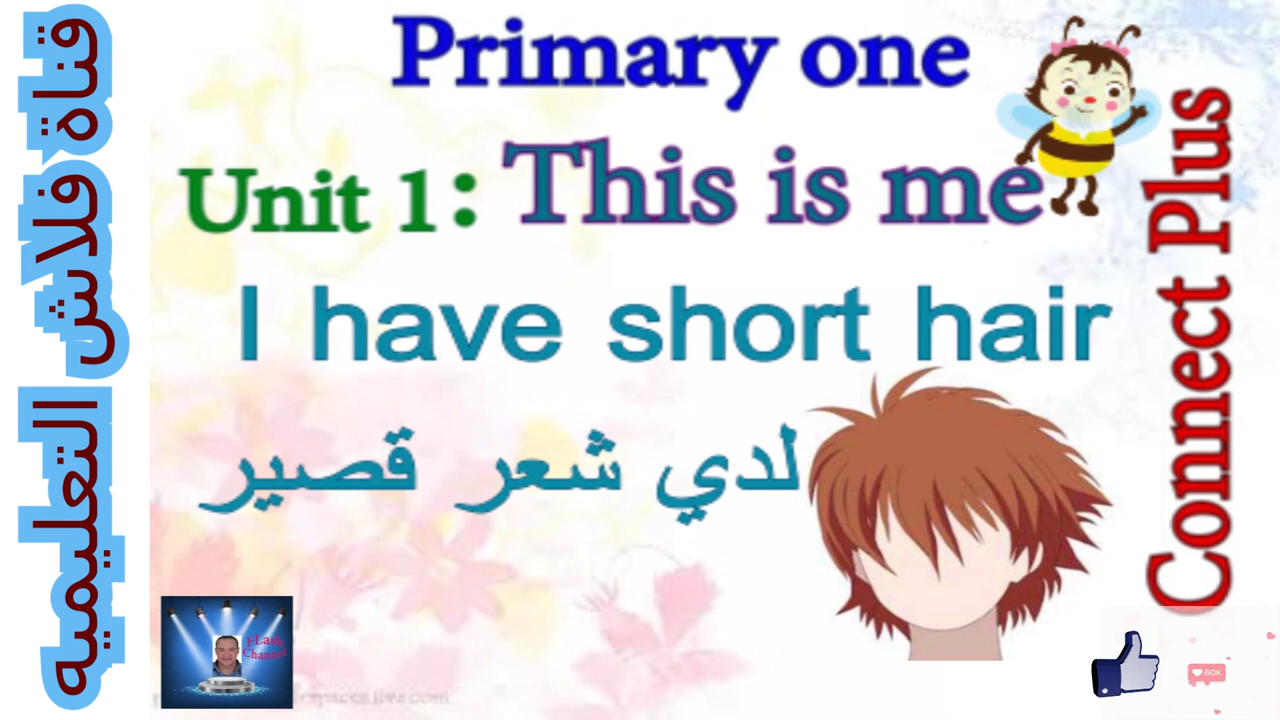 Primary one
Unit 1: This is me
I have short hair
لدي شعر قصير
Connect Plus
قناة فلاش التعليميه
FLash
Channel
60K